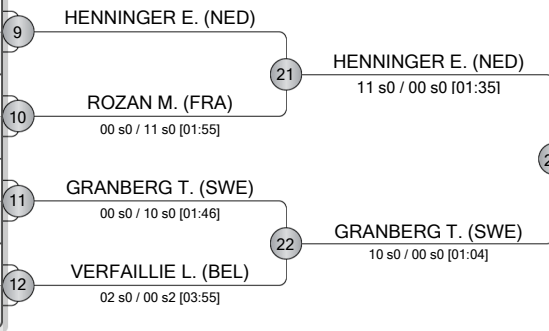 HENNINGER E. (NED)
9
21
HENNINGER E. (NED)
11 s0 / 00 s0 [01:35]
ROZAN M. (FRA)
10
00 s0 / 11 s0 [01:55]
GRANBERG T. (SWE)
11
00 s0 / 10 s0 [01:46]
22
GRANBERG T. (SWE)
10 s0 / 00 s0 [01:04]
VERFAILLIE L. (BEL)
12
02 s0 / 00 s2 [03:55]